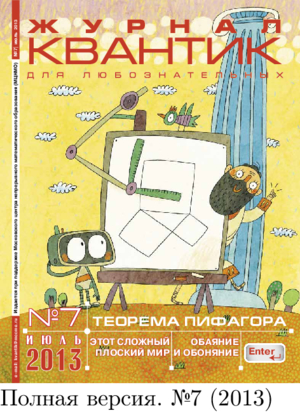 ЖУРНАЛ
КВАНТИК
ДЛЯ ЛЮБОЗНАТЕЛЬНЫХ
№7
ИЮЛЬ
2013
ТЕОРЕМА ПИФАГОРА
ЭТОТ СЛОЖНЫЙ
ПЛОСКИЙ МИР
ОБАЯНИЕ
И ОБОНЯНИЕ
Enter
Полная версия. №7 (2013)